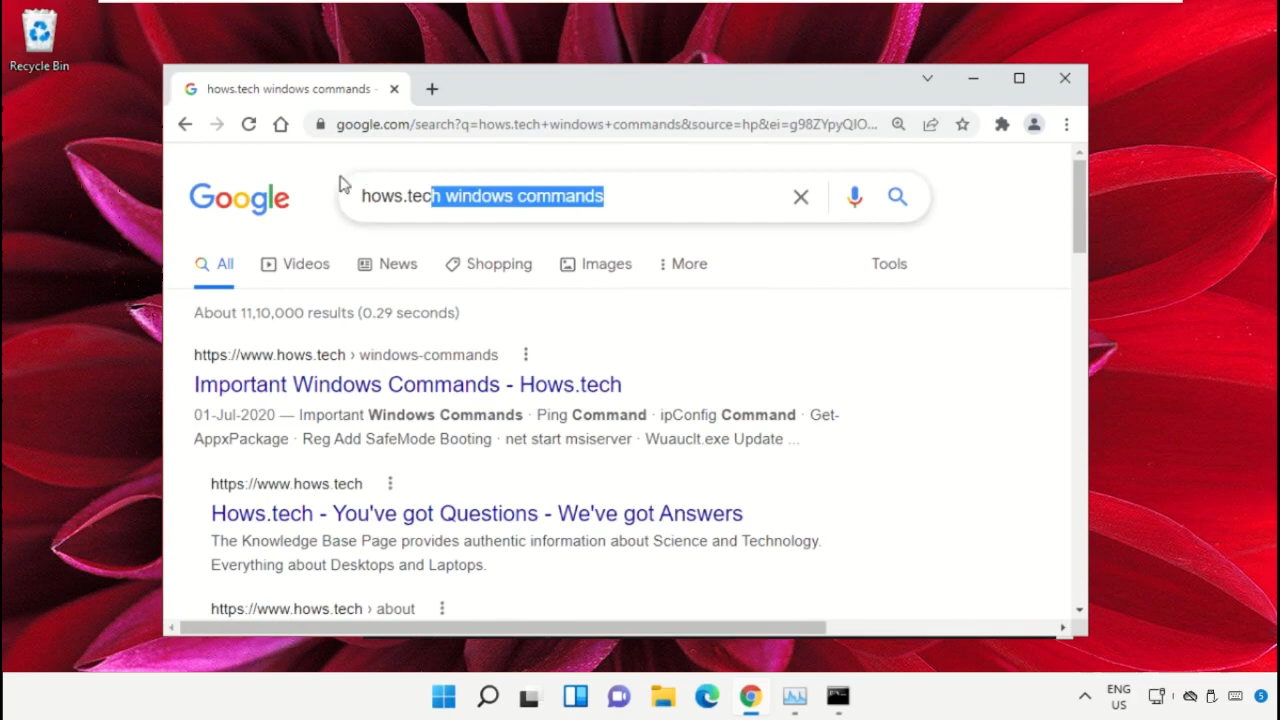 Recycle Bin
hows.tech windows commands -
google.com/search?q=hows.tech+windows+commands&source=hp&ei=g98ZYpyQIO...
Google
hows.tech windows commands
All Videos News Shopping Images More Tools
About 11,10,000 results (0.29 seconds)
https://www.hows.tech › windows-commands
Important Windows Commands - Hows.tech
01-Jul-2020 — Important Windows Commands · Ping Command · ipConfig Command · Get-
AppxPackage · Reg Add SafeMode Booting · net start msiserver · Wuauclt.exe Update ...
https://www.hows.tech
Hows.tech - You've got Questions - We've got Answers
The Knowledge Base Page provides authentic information about Science and Technology.
Everything about Desktops and Laptops.
https://www.hows.tech › about
ENG
US
5